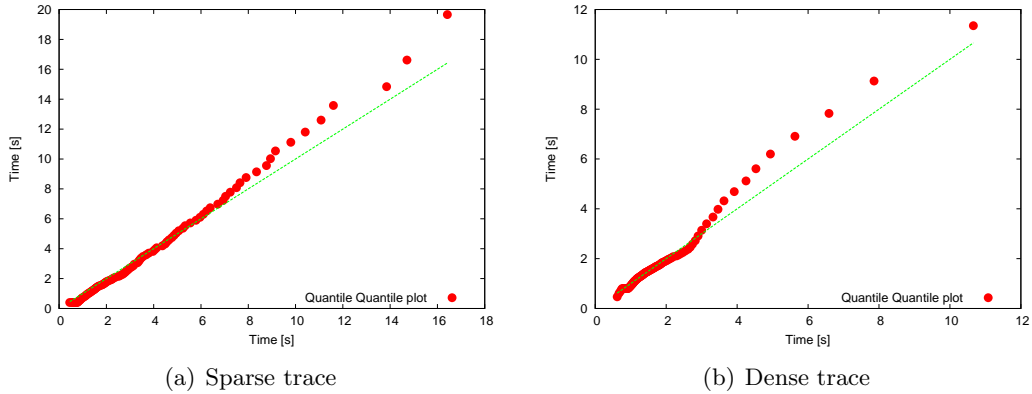 20
18
16
14
12
10
8
6
4
2
0
Time [s]
0 2 4 6 8 10 12 14 16 18
Time [s]
Quantile Quantile plot
(a) Sparse trace
12
10
8
6
4
2
0
Time [s]
0 2 4 6 8 10 12
Time [s]
Quantile Quantile plot
(b) Dense trace